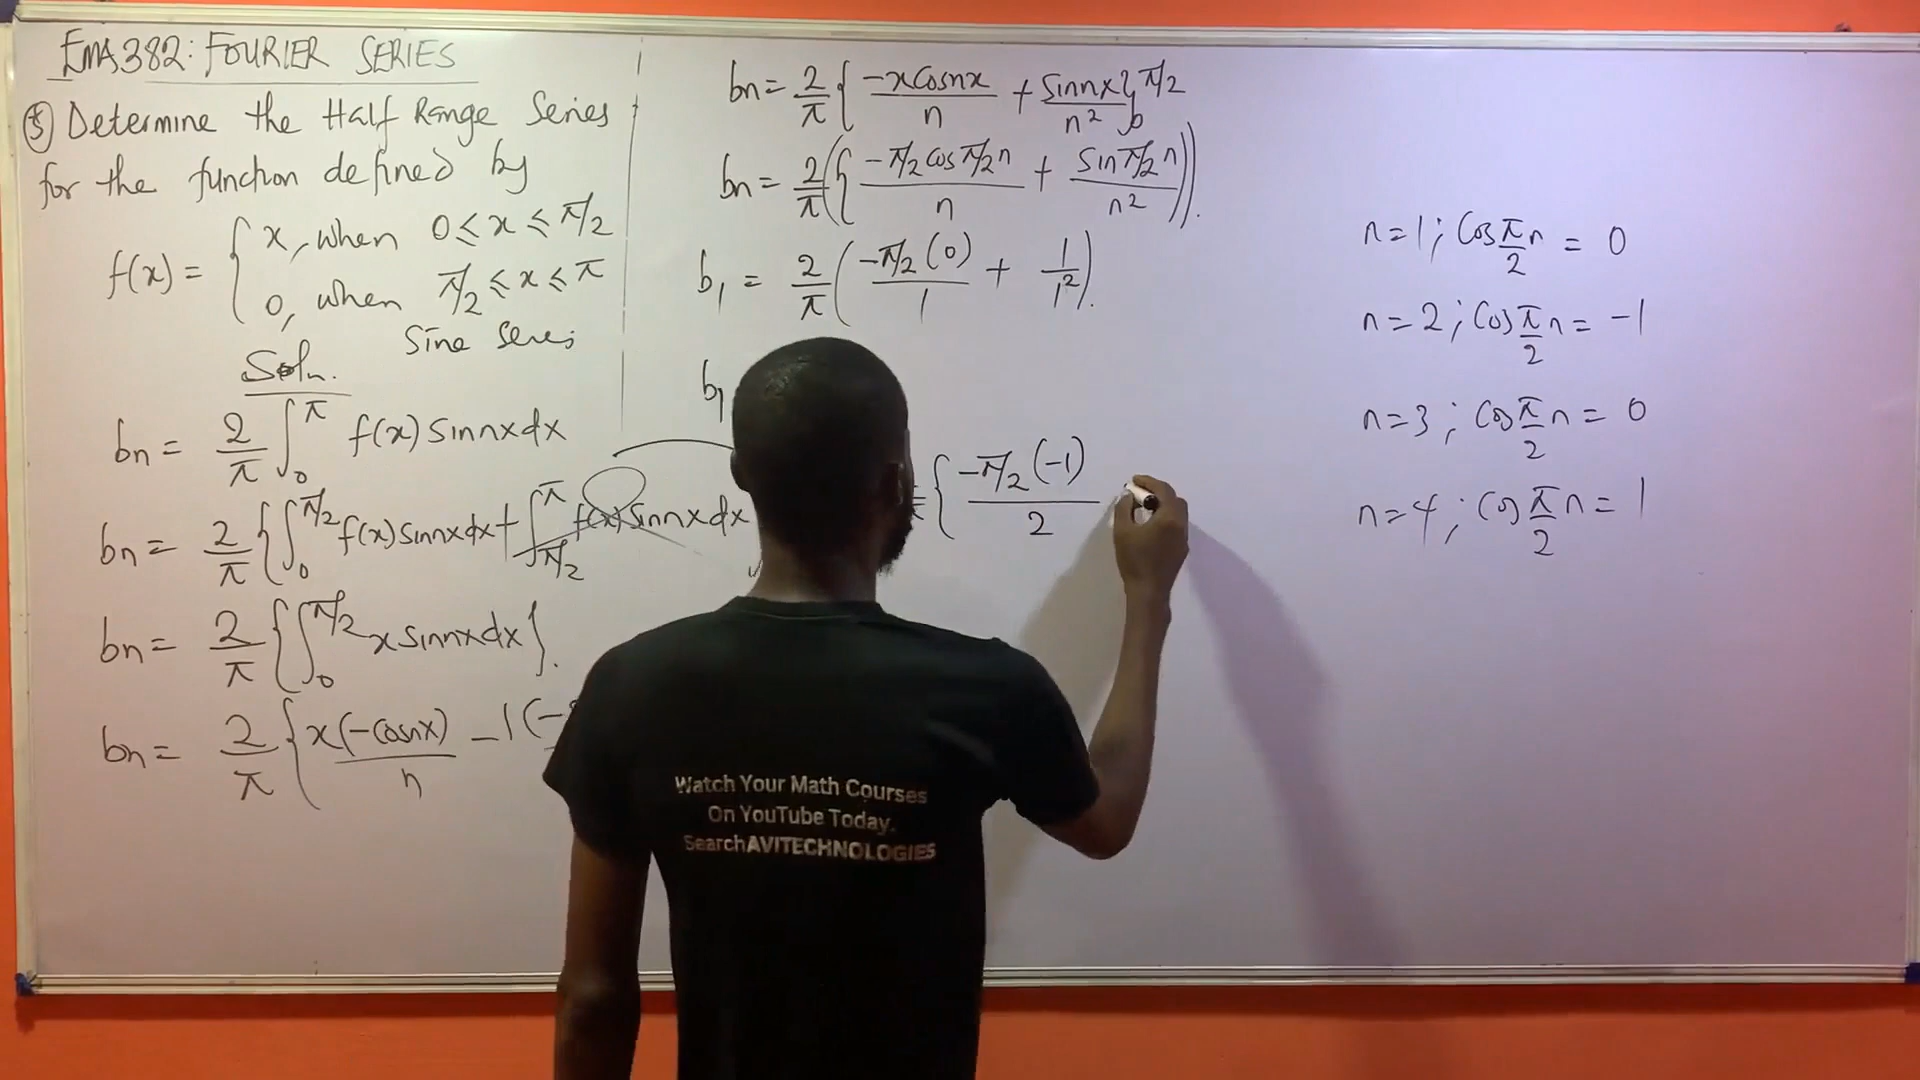 EMA382: FOURIER SERIES
(5) Determine the Half Range Series
for the function defined by
f(x) = { x, when 0 ≤ x ≤ π/2
0, when π/2 ≤ x ≤ π
Sine Series
Soln.
bn = 2/π ∫₀^π f(x) sinnx dx
bn = 2/π { ∫₀^π/2 f(x) sinnx dx + ∫_π/2^π f(x) sinnx dx
bn = 2/π { ∫₀^π/2 x sinnx dx }.
bn = 2/π { x(-cosnx)/n - 1(-
bn = 2/π { -xcosnx/n + sinnx/n² }₀^π/2
bn = 2/π ( { -π/2 cos π/2 n / n + sin π/2 n / n² ) ).
b₁ = 2/π ( -π/2 (0) / 1 + 1/1² ).
b₁
{ -π/2 (-1) / 2
n=1; Cos π/2 n = 0
n=2; Cos π/2 n = -1
n=3; Cos π/2 n = 0
n=4; Cos π/2 n = 1
Watch Your Math Courses
On YouTube Today.
SearchAVITECHNOLOGIES